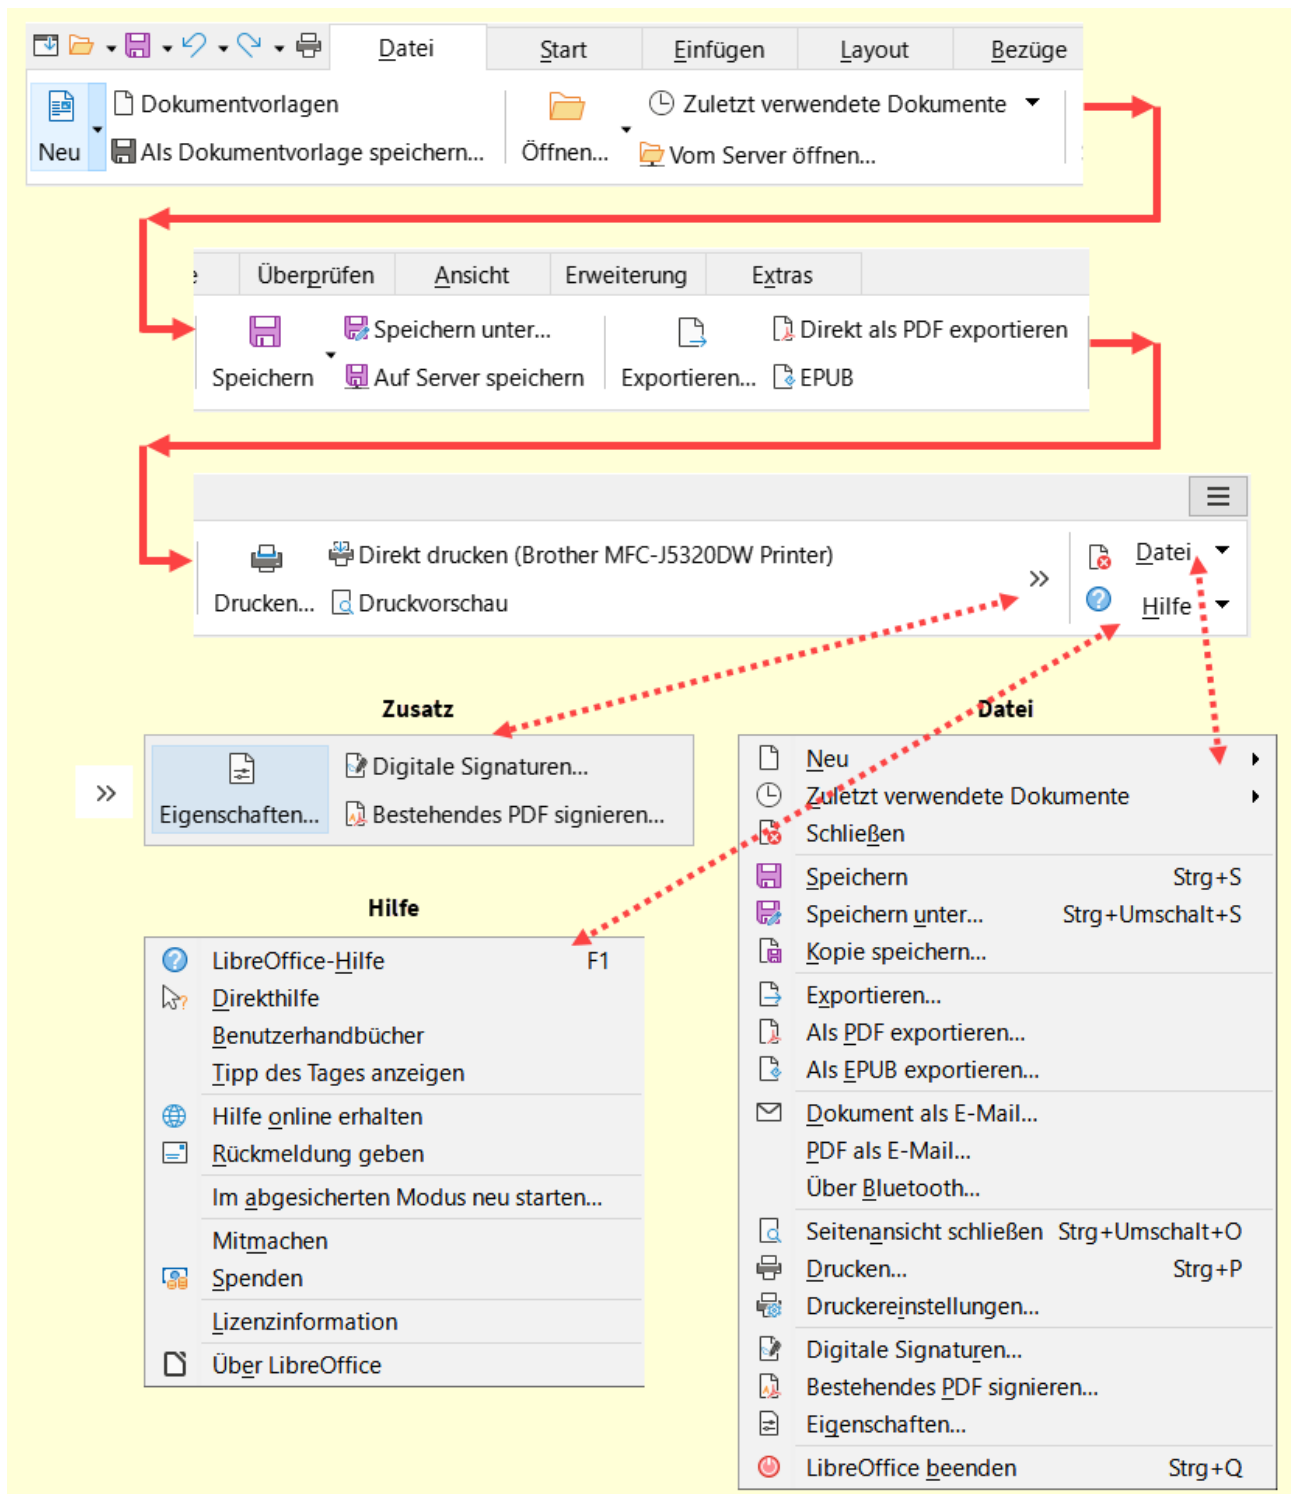 Datei Start Einfügen Layout Bezüge
Dokumentvorlagen Zuletzt verwendete Dokumente
Neu Als Dokumentvorlage speichern... Öffnen... Vom Server öffnen...
Überprüfen Ansicht Erweiterung Extras
Speichern unter... Direkt als PDF exportieren
Speichern Auf Server speichern Exportieren... EPUB
Direkt drucken (Brother MFC-J5320DW Printer) Datei
Drucken... Druckvorschau Hilfe
Zusatz
Digitale Signaturen...
Eigenschaften... Bestehendes PDF signieren...
Hilfe
LibreOffice-Hilfe F1
Direkthilfe
Benutzerhandbücher
Tipp des Tages anzeigen
Hilfe online erhalten
Rückmeldung geben
Im abgesicherten Modus neu starten...
Mitmachen
Spenden
Lizenzinformation
Über LibreOffice
Datei
Neu
Zuletzt verwendete Dokumente
Schließen
Speichern Strg+S
Speichern unter... Strg+Umschalt+S
Kopie speichern...
Exportieren...
Als PDF exportieren...
Als EPUB exportieren...
Dokument als E-Mail...
PDF als E-Mail...
Über Bluetooth...
Seitenansicht schließen Strg+Umschalt+O
Drucken... Strg+P
Druckereinstellungen...
Digitale Signaturen...
Bestehendes PDF signieren...
Eigenschaften...
LibreOffice beenden Strg+Q